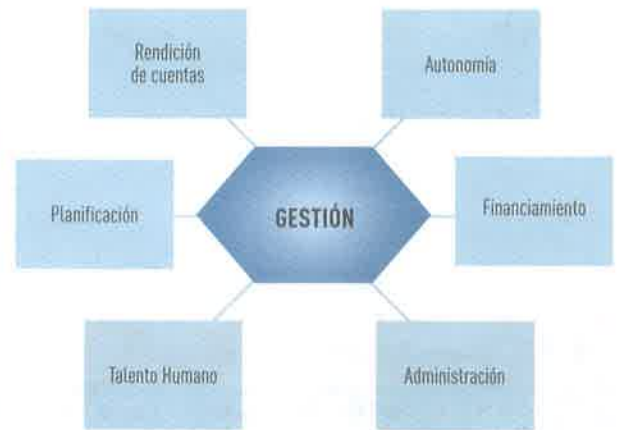 Rendición
de cuentas
Autonomía
Planificación
GESTIÓN
Financiamiento
Talento Humano
Administración